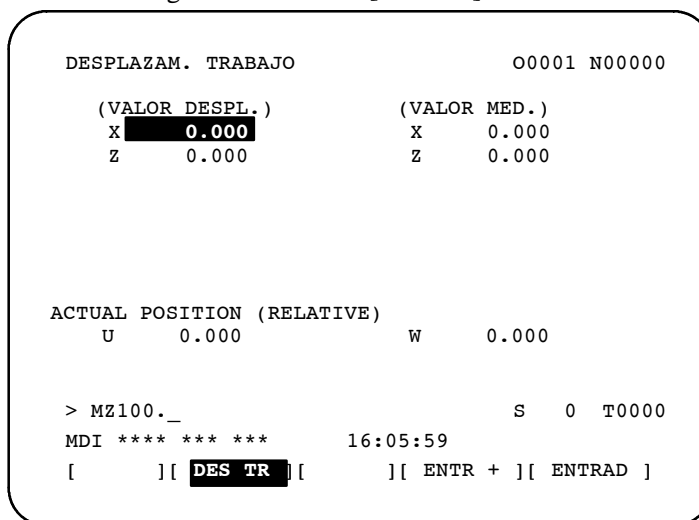 DESPLAZAM. TRABAJO O0001 N00000
(VALOR DESPL.) (VALOR MED.)
X 0.000 X 0.000
Z 0.000 Z 0.000
ACTUAL POSITION (RELATIVE)
U 0.000 W 0.000
> MZ100._ S 0 T0000
MDI **** *** *** 16:05:59
[ ][ DES TR ][ ][ ENTR + ][ ENTRAD ]